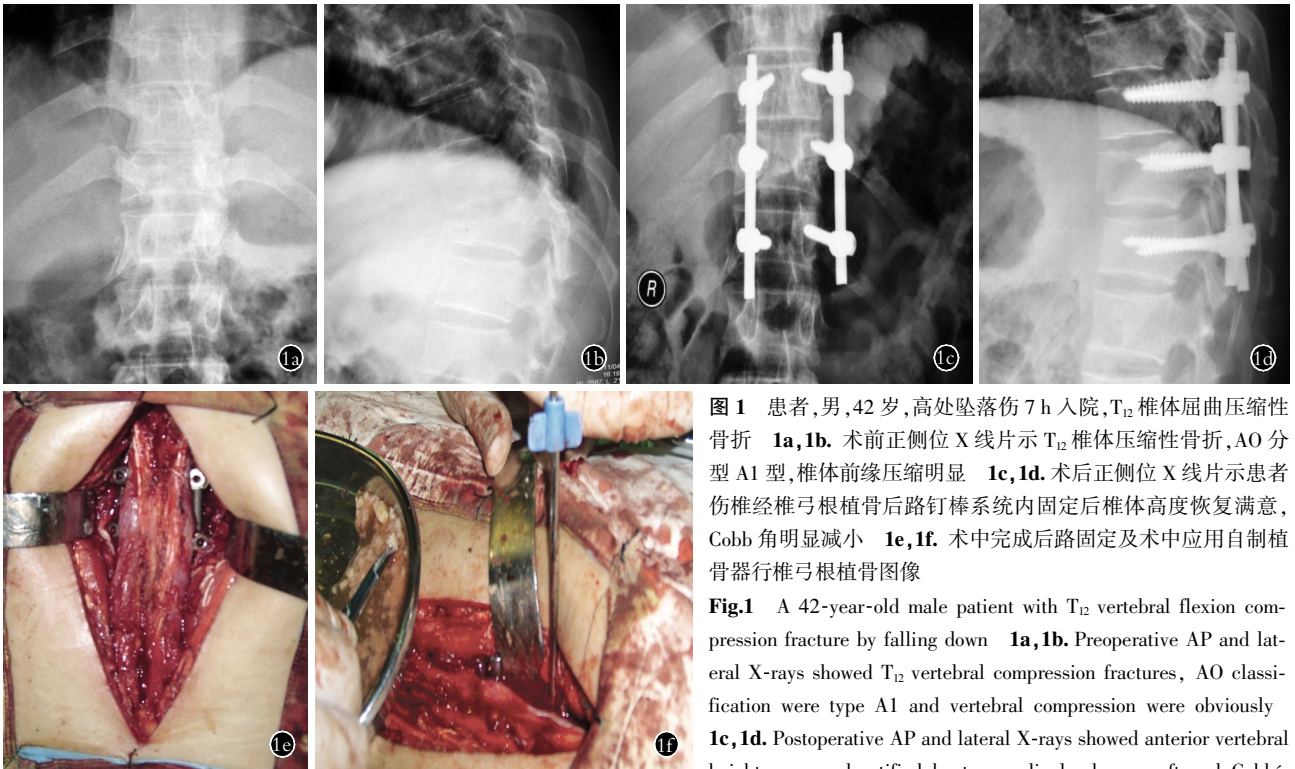 1a
1b
11/04
16 19
R
1c
1d
1e
1f
图 1 患者,男,42 岁,高处坠落伤 7 h 入院,T12 椎体屈曲压缩性
骨折 1a,1b. 术前正侧位 X 线片示 T12 椎体压缩性骨折,AO 分
型 A1 型,椎体前缘压缩明显 1c,1d. 术后正侧位 X 线片示患者
伤椎经椎弓根植骨后路钉棒系统内固定后椎体高度恢复满意,
Cobb 角明显减小 1e,1f. 术中完成后路固定及术中应用自制植
骨器行椎弓根植骨图像
Fig.1 A 42-year-old male patient with T12 vertebral flexion com-
pression fracture by falling down 1a,1b. Preoperative AP and lat-
eral X-rays showed T12 vertebral compression fractures, AO classi-
fication were type A1 and vertebral compression were obviously
1c,1d. Postoperative AP and lateral X-rays showed anterior vertebral